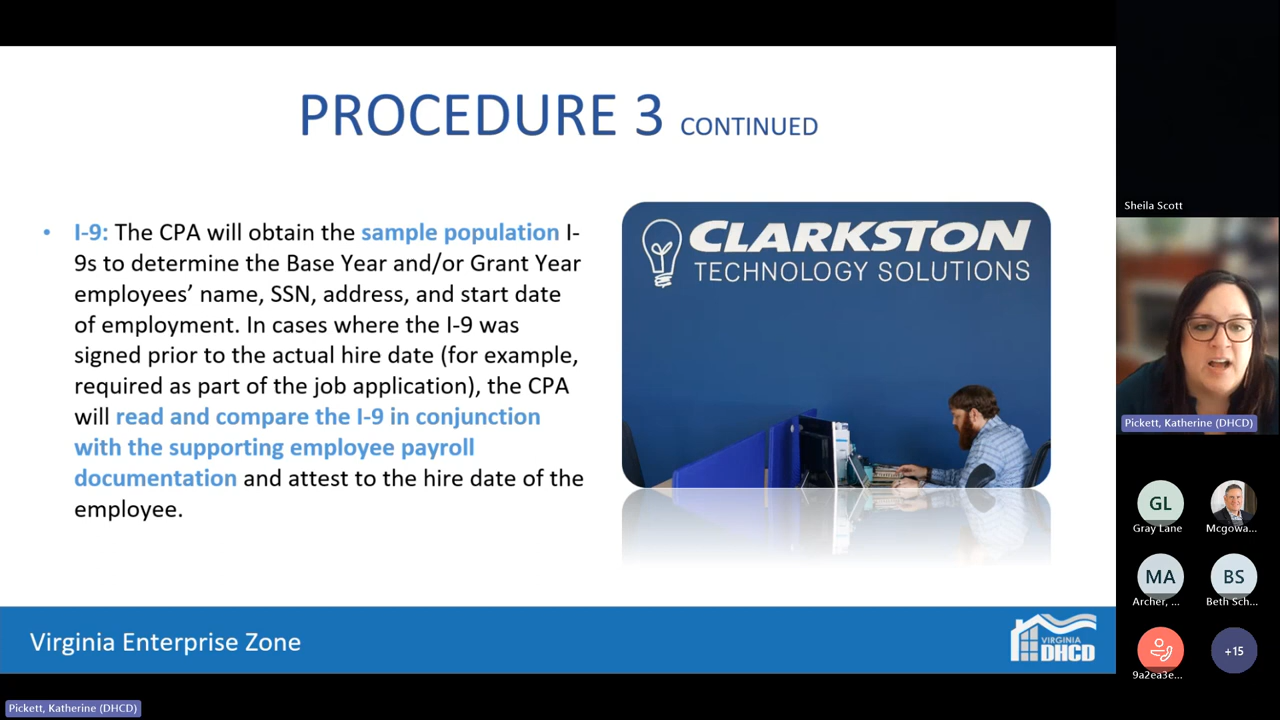 PROCEDURE 3 CONTINUED
• I-9: The CPA will obtain the sample population I-
9s to determine the Base Year and/or Grant Year
employees’ name, SSN, address, and start date
of employment. In cases where the I-9 was
signed prior to the actual hire date (for example,
required as part of the job application), the CPA
will read and compare the I-9 in conjunction
with the supporting employee payroll
documentation and attest to the hire date of the
employee.
CLARKSTON
TECHNOLOGY SOLUTIONS
Virginia Enterprise Zone
VIRGINIA
DHCD
Sheila Scott
Pickett, Katherine (DHCD)
GL
Gray Lane
Mcgowa...
MA
Archer, ...
BS
Beth Sch...
9a2ea3e...
+15
Pickett, Katherine (DHCD)